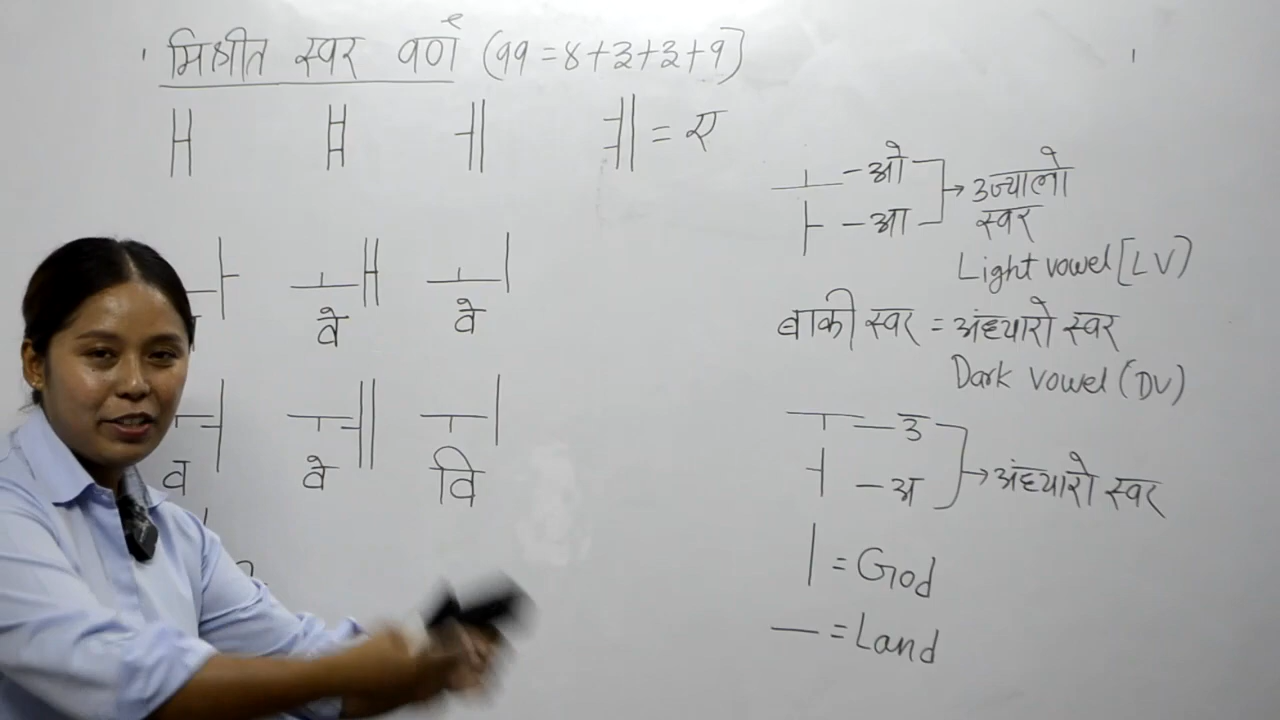 मिश्रीत स्वर वर्ण (११=४+३+३+१)
ㅐ ㅒ ㅔ ㅖ = ए
ㅘ ㅙ ㅚ
वे वे
ㅝ ㅞ ㅟ
व वे वि
ㅗ - ओ
ㅏ - आ
→ उज्यालो
स्वर
Light vowel [LV)
बाकी स्वर = अंध्यारो स्वर
Dark vowel (DV)
ㅜ - उ
ㅓ - अ
→ अंध्यारो स्वर
ㅣ = God
ㅡ = Land